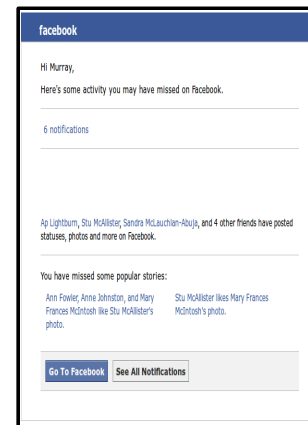 facebook
Hi Murray,
Here's some activity you may have missed on Facebook.
6 notifications
Ap Lightburn, Stu McAllister, Sandra McLauchlan-Abuja, and 4 other friends have posted
statuses, photos and more on Facebook.
You have missed some popular stories:
Ann Fowler, Anne Johnston, and Mary
Frances McIntosh like Stu McAllister's
photo.
Stu McAllister likes Mary Frances
McIntosh's photo.
Go To Facebook
See All Notifications